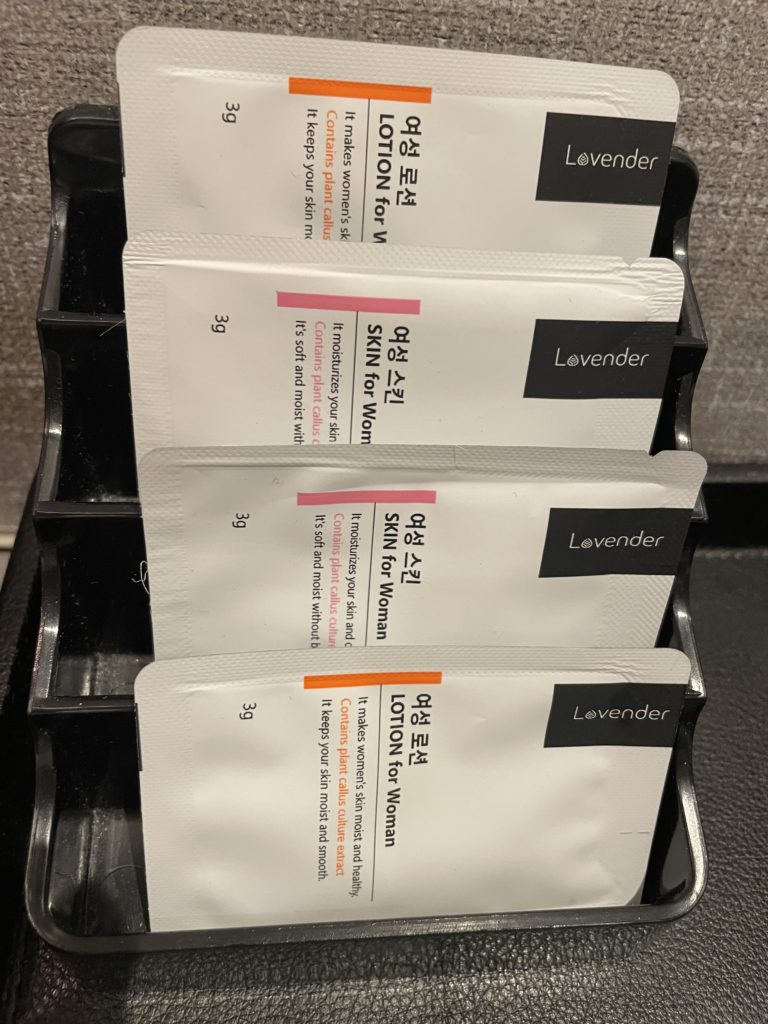 Lavender
여성 로션
LOTION for
It makes women's
Contains plant callus
It keeps your skin
3g
Lavender
여성 스킨
SKIN for
It moisturizes your skin
Contains plant callus
It's soft and moist
3g
Lavender
여성 스킨
SKIN for Woman
It moisturizes your skin and
Contains plant callus culture
It's soft and moist without
3g
Lavender
여성 로션
LOTION for Woman
It makes women's skin moist and healthy.
Contains plant callus culture extract
It keeps your skin moist and smooth.
3g